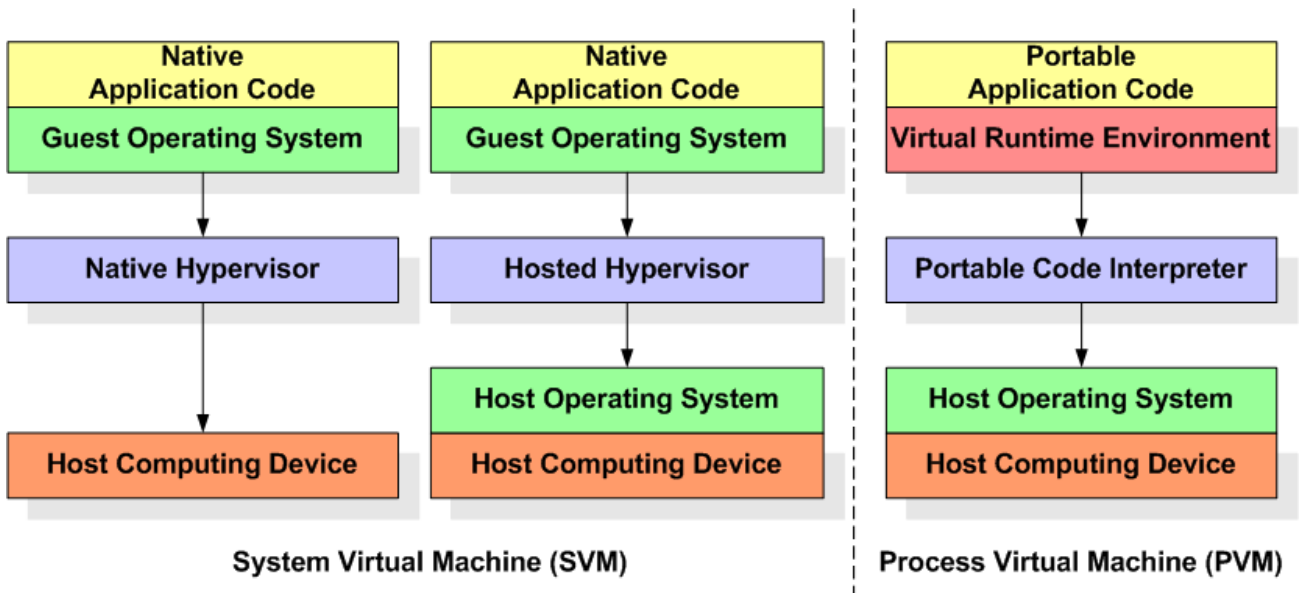 Native
Application Code
Guest Operating System
Native Hypervisor
Host Computing Device
Native
Application Code
Guest Operating System
Hosted Hypervisor
Host Operating System
Host Computing Device
System Virtual Machine (SVM)
Portable
Application Code
Virtual Runtime Environment
Portable Code Interpreter
Host Operating System
Host Computing Device
Process Virtual Machine (PVM)